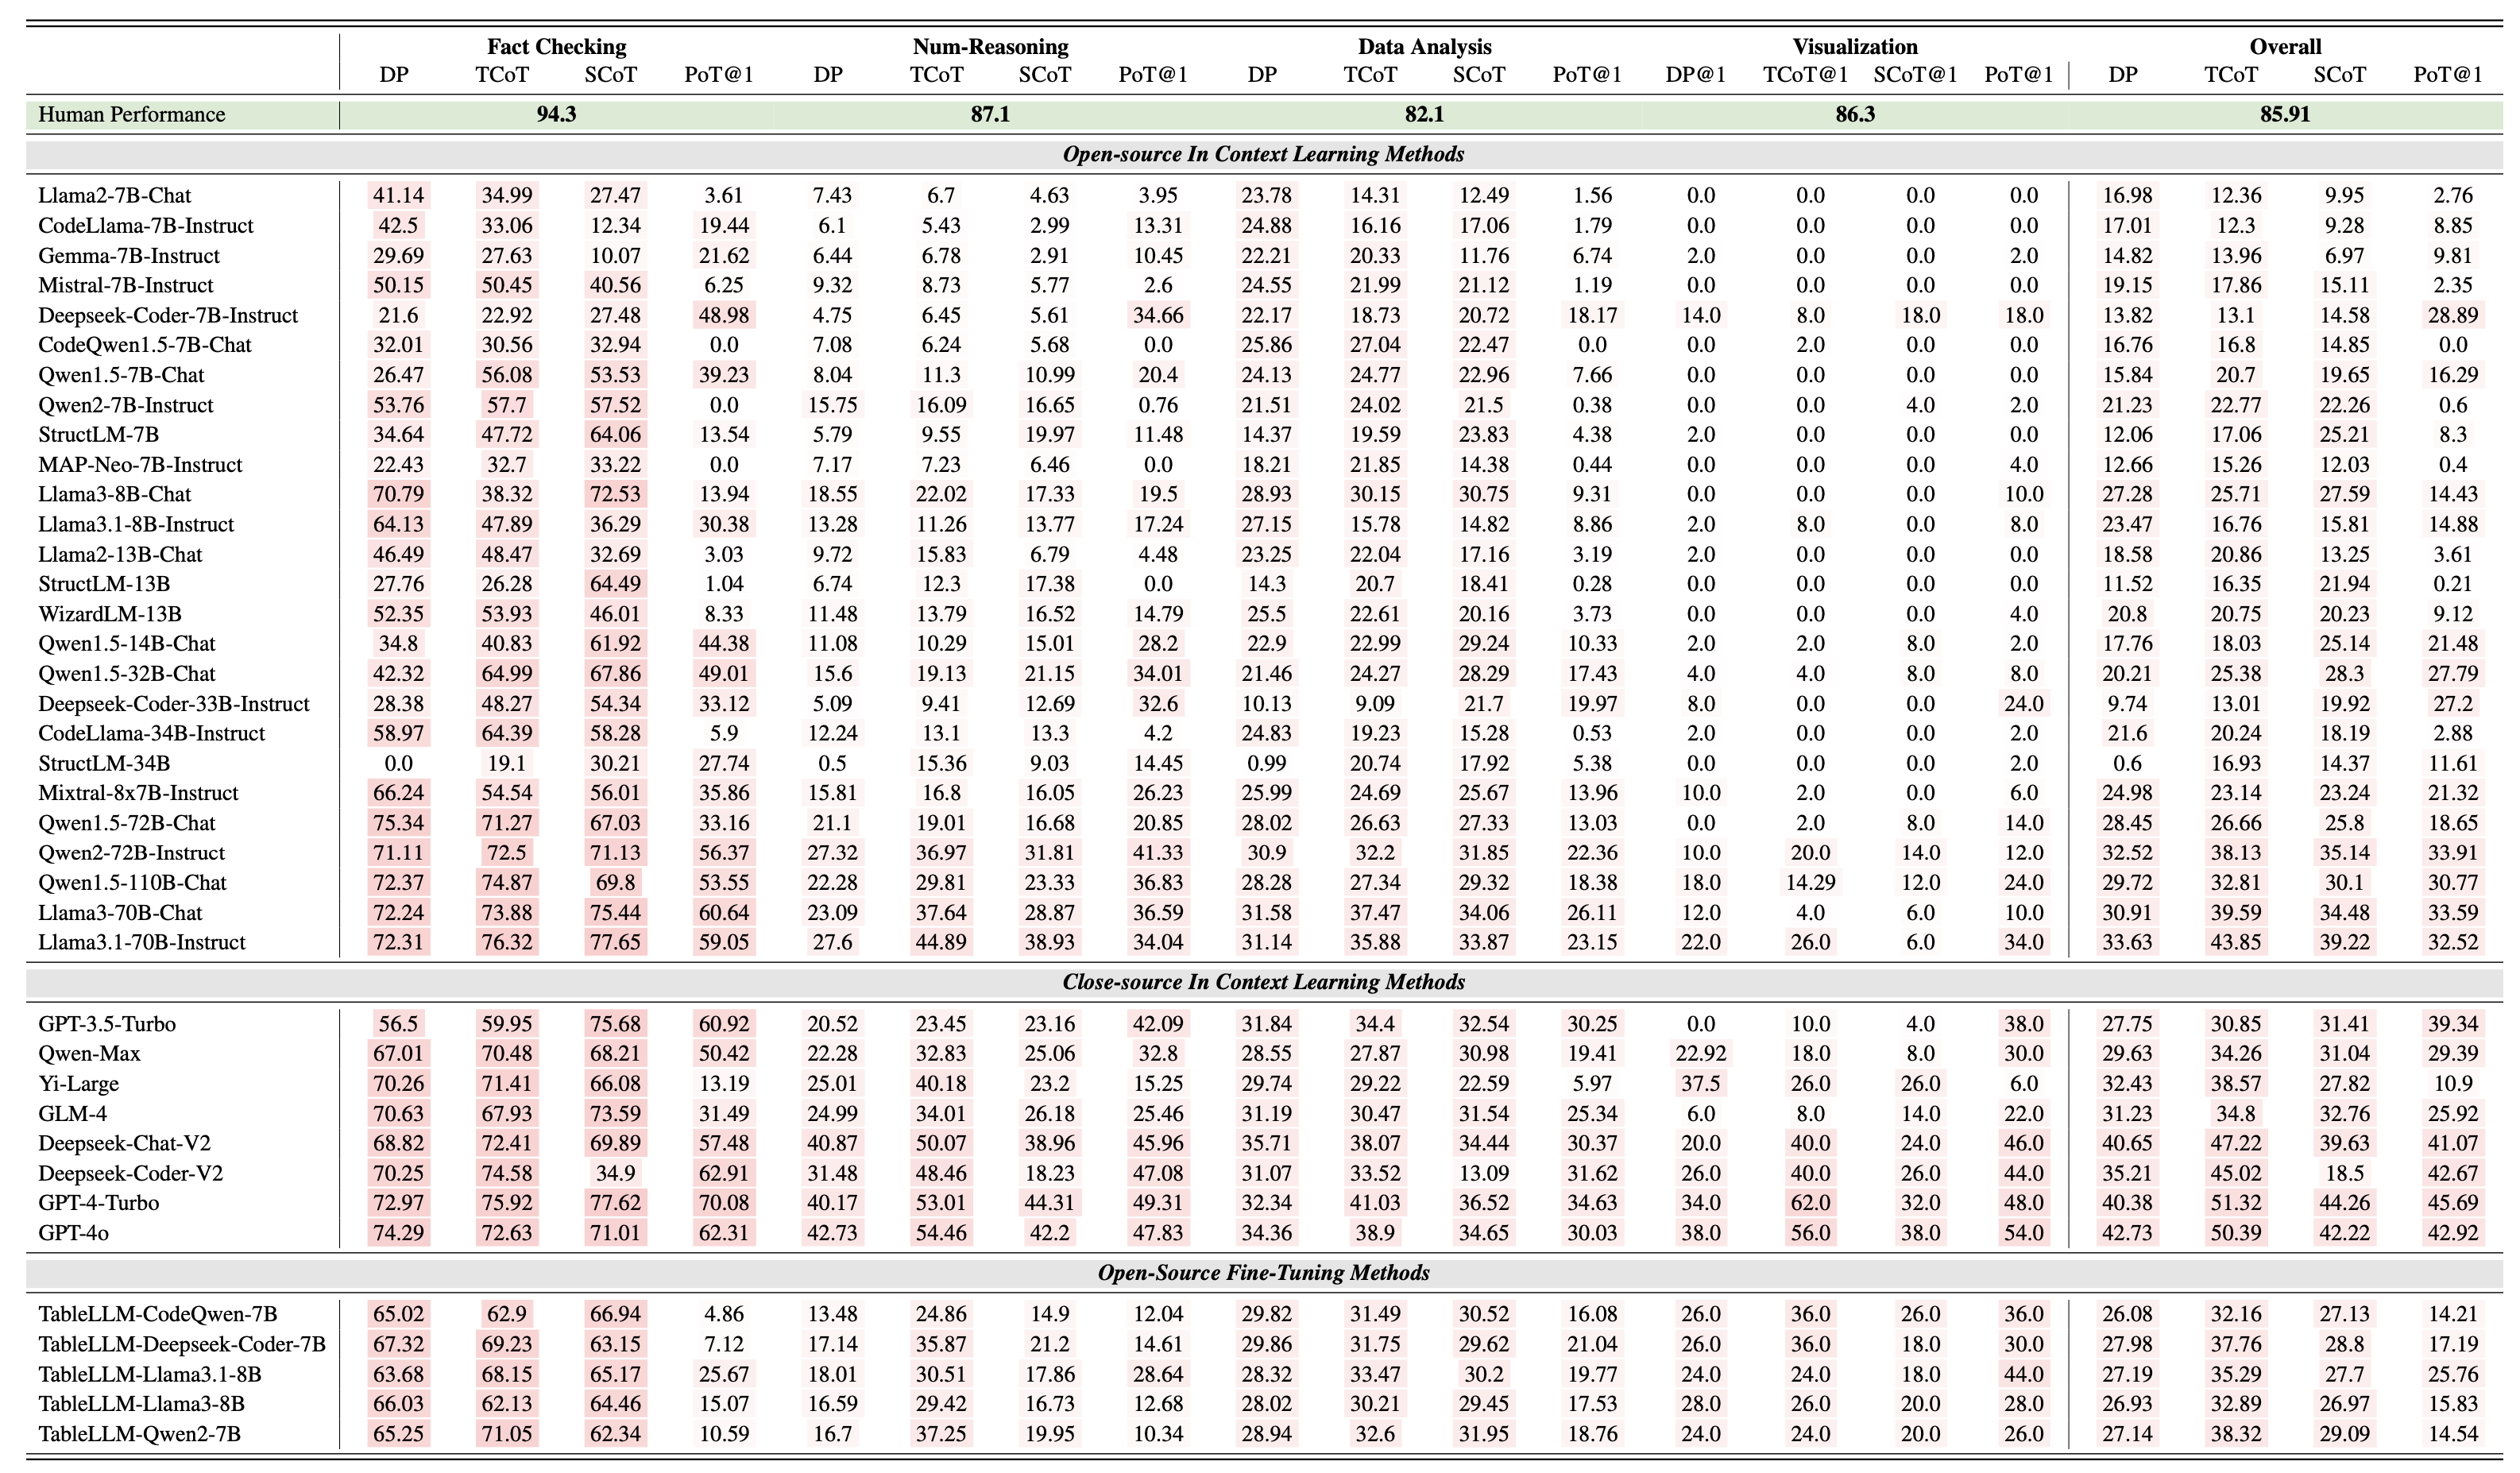 Fact Checking Num-Reasoning Data Analysis Visualization Overall
DP TCoT SCoT PoT@1 DP TCoT SCoT PoT@1 DP TCoT SCoT PoT@1 DP@1 TCoT@1 SCoT@1 PoT@1 DP TCoT SCoT PoT@1
Human Performance 94.3 87.1 82.1 86.3 85.91
Open-source In Context Learning Methods
Llama2-7B-Chat 41.14 34.99 27.47 3.61 7.43 6.7 4.63 3.95 23.78 14.31 12.49 1.56 0.0 0.0 0.0 0.0 16.98 12.36 9.95 2.76
CodeLlama-7B-Instruct 42.5 33.06 12.34 19.44 6.1 5.43 2.99 13.31 24.88 16.16 17.06 1.79 0.0 0.0 0.0 0.0 17.01 12.3 9.28 8.85
Gemma-7B-Instruct 29.69 27.63 10.07 21.62 6.44 6.78 2.91 10.45 22.21 20.33 11.76 6.74 2.0 0.0 0.0 2.0 14.82 13.96 6.97 9.81
Mistral-7B-Instruct 50.15 50.45 40.56 6.25 9.32 8.73 5.77 2.6 24.55 21.99 21.12 1.19 0.0 0.0 0.0 0.0 19.15 17.86 15.11 2.35
Deepseek-Coder-7B-Instruct 21.6 22.92 27.48 48.98 4.75 6.45 5.61 34.66 22.17 18.73 20.72 18.17 14.0 8.0 18.0 18.0 13.82 13.1 14.58 28.89
CodeQwen1.5-7B-Chat 32.01 30.56 32.94 0.0 7.08 6.24 5.68 0.0 25.86 27.04 22.47 0.0 0.0 2.0 0.0 0.0 16.76 16.8 14.85 0.0
Qwen1.5-7B-Chat 26.47 56.08 53.53 39.23 8.04 11.3 10.99 20.4 24.13 24.77 22.96 7.66 0.0 0.0 0.0 0.0 15.84 20.7 19.65 16.29
Qwen2-7B-Instruct 53.76 57.7 57.52 0.0 15.75 16.09 16.65 0.76 21.51 24.02 21.5 0.38 0.0 0.0 4.0 2.0 21.23 22.77 22.26 0.6
StructLM-7B 34.64 47.72 64.06 13.54 5.79 9.55 19.97 11.48 14.37 19.59 23.83 4.38 2.0 0.0 0.0 0.0 12.06 17.06 25.21 8.3
MAP-Neo-7B-Instruct 22.43 32.7 33.22 0.0 7.17 7.23 6.46 0.0 18.21 21.85 14.38 0.44 0.0 0.0 0.0 4.0 12.66 15.26 12.03 0.4
Llama3-8B-Chat 70.79 38.32 72.53 13.94 18.55 22.02 17.33 19.5 28.93 30.15 30.75 9.31 0.0 0.0 0.0 10.0 27.28 25.71 27.59 14.43
Llama3.1-8B-Instruct 64.13 47.89 36.29 30.38 13.28 11.26 13.77 17.24 27.15 15.78 14.82 8.86 2.0 8.0 0.0 8.0 23.47 16.76 15.81 14.88
Llama2-13B-Chat 46.49 48.47 32.69 3.03 9.72 15.83 6.79 4.48 23.25 22.04 17.16 3.19 2.0 0.0 0.0 0.0 18.58 20.86 13.25 3.61
StructLM-13B 27.76 26.28 64.49 1.04 6.74 12.3 17.38 0.0 14.3 20.7 18.41 0.28 0.0 0.0 0.0 0.0 11.52 16.35 21.94 0.21
WizardLM-13B 52.35 53.93 46.01 8.33 11.48 13.79 16.52 14.79 25.5 22.61 20.16 3.73 0.0 0.0 0.0 4.0 20.8 20.75 20.23 9.12
Qwen1.5-14B-Chat 34.8 40.83 61.92 44.38 11.08 10.29 15.01 28.2 22.9 22.99 29.24 10.33 2.0 2.0 8.0 2.0 17.76 18.03 25.14 21.48
Qwen1.5-32B-Chat 42.32 64.99 67.86 49.01 15.6 19.13 21.15 34.01 21.46 24.27 28.29 17.43 4.0 4.0 8.0 8.0 20.21 25.38 28.3 27.79
Deepseek-Coder-33B-Instruct 28.38 48.27 54.34 33.12 5.09 9.41 12.69 32.6 10.13 9.09 21.7 19.97 8.0 0.0 0.0 24.0 9.74 13.01 19.92 27.2
CodeLlama-34B-Instruct 58.97 64.39 58.28 5.9 12.24 13.1 13.3 4.2 24.83 19.23 15.28 0.53 2.0 0.0 0.0 2.0 21.6 20.24 18.19 2.88
StructLM-34B 0.0 19.1 30.21 27.74 0.5 15.36 9.03 14.45 0.99 20.74 17.92 5.38 0.0 0.0 0.0 2.0 0.6 16.93 14.37 11.61
Mixtral-8x7B-Instruct 66.24 54.54 56.01 35.86 15.81 16.8 16.05 26.23 25.99 24.69 25.67 13.96 10.0 2.0 0.0 6.0 24.98 23.14 23.24 21.32
Qwen1.5-72B-Chat 75.34 71.27 67.03 33.16 21.1 19.01 16.68 20.85 28.02 26.63 27.33 13.03 0.0 2.0 8.0 14.0 28.45 26.66 25.8 18.65
Qwen2-72B-Instruct 71.11 72.5 71.13 56.37 27.32 36.97 31.81 41.33 30.9 32.2 31.85 22.36 10.0 20.0 14.0 12.0 32.52 38.13 35.14 33.91
Qwen1.5-110B-Chat 72.37 74.87 69.8 53.55 22.28 29.81 23.33 36.83 28.28 27.34 29.32 18.38 18.0 14.29 12.0 24.0 29.72 32.81 30.1 30.77
Llama3-70B-Chat 72.24 73.88 75.44 60.64 23.09 37.64 28.87 36.59 31.58 37.47 34.06 26.11 12.0 4.0 6.0 10.0 30.91 39.59 34.48 33.59
Llama3.1-70B-Instruct 72.31 76.32 77.65 59.05 27.6 44.89 38.93 34.04 31.14 35.88 33.87 23.15 22.0 26.0 6.0 34.0 33.63 43.85 39.22 32.52
Close-source In Context Learning Methods
GPT-3.5-Turbo 56.5 59.95 75.68 60.92 20.52 23.45 23.16 42.09 31.84 34.4 32.54 30.25 0.0 10.0 4.0 38.0 27.75 30.85 31.41 39.34
Qwen-Max 67.01 70.48 68.21 50.42 22.28 32.83 25.06 32.8 28.55 27.87 30.98 19.41 22.92 18.0 8.0 30.0 29.63 34.26 31.04 29.39
Yi-Large 70.26 71.41 66.08 13.19 25.01 40.18 23.2 15.25 29.74 29.22 22.59 5.97 37.5 26.0 26.0 6.0 32.43 38.57 27.82 10.9
GLM-4 70.63 67.93 73.59 31.49 24.99 34.01 26.18 25.46 31.19 30.47 31.54 25.34 6.0 8.0 14.0 22.0 31.23 34.8 32.76 25.92
Deepseek-Chat-V2 68.82 72.41 69.89 57.48 40.87 50.07 38.96 45.96 35.71 38.07 34.44 30.37 20.0 40.0 24.0 46.0 40.65 47.22 39.63 41.07
Deepseek-Coder-V2 70.25 74.58 34.9 62.91 31.48 48.46 18.23 47.08 31.07 33.52 13.09 31.62 26.0 40.0 26.0 44.0 35.21 45.02 18.5 42.67
GPT-4-Turbo 72.97 75.92 77.62 70.08 40.17 53.01 44.31 49.31 32.34 41.03 36.52 34.63 34.0 62.0 32.0 48.0 40.38 51.32 44.26 45.69
GPT-4o 74.29 72.63 71.01 62.31 42.73 54.46 42.2 47.83 34.36 38.9 34.65 30.03 38.0 56.0 38.0 54.0 42.73 50.39 42.22 42.92
Open-Source Fine-Tuning Methods
TableLLM-CodeQwen-7B 65.02 62.9 66.94 4.86 13.48 24.86 14.9 12.04 29.82 31.49 30.52 16.08 26.0 36.0 26.0 36.0 26.08 32.16 27.13 14.21
TableLLM-Deepseek-Coder-7B 67.32 69.23 63.15 7.12 17.14 35.87 21.2 14.61 29.86 31.75 29.62 21.04 26.0 36.0 18.0 30.0 27.98 37.76 28.8 17.19
TableLLM-Llama3.1-8B 63.68 68.15 65.17 25.67 18.01 30.51 17.86 28.64 28.32 33.47 30.2 19.77 24.0 24.0 18.0 44.0 27.19 35.29 27.7 25.76
TableLLM-Llama3-8B 66.03 62.13 64.46 15.07 16.59 29.42 16.73 12.68 28.02 30.21 29.45 17.53 28.0 26.0 20.0 28.0 26.93 32.89 26.97 15.83
TableLLM-Qwen2-7B 65.25 71.05 62.34 10.59 16.7 37.25 19.95 10.34 28.94 32.6 31.95 18.76 24.0 24.0 20.0 26.0 27.14 38.32 29.09 14.54